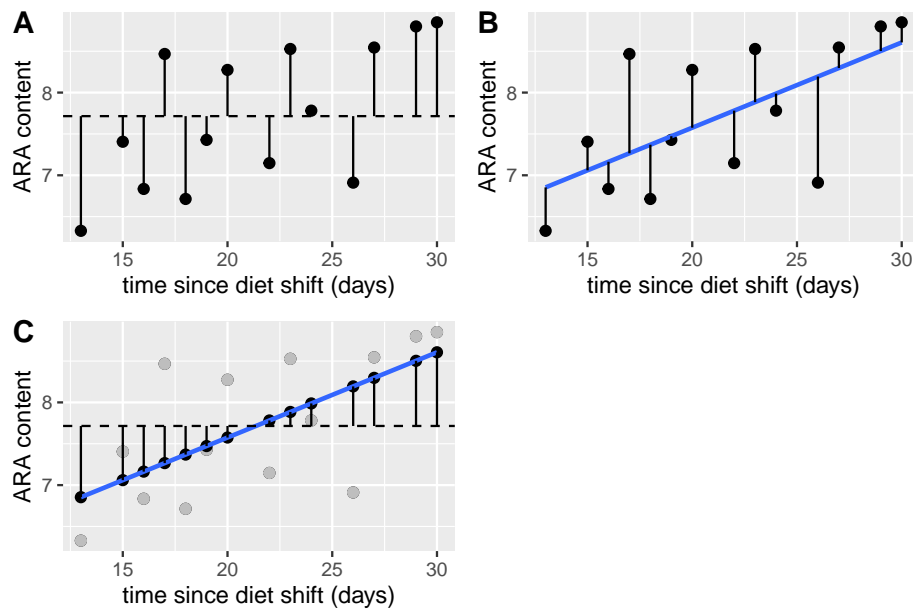 A
ARA content
8
7
15 20 25 30
time since diet shift (days)
B
ARA content
8
7
15 20 25 30
time since diet shift (days)
C
ARA content
8
7
15 20 25 30
time since diet shift (days)